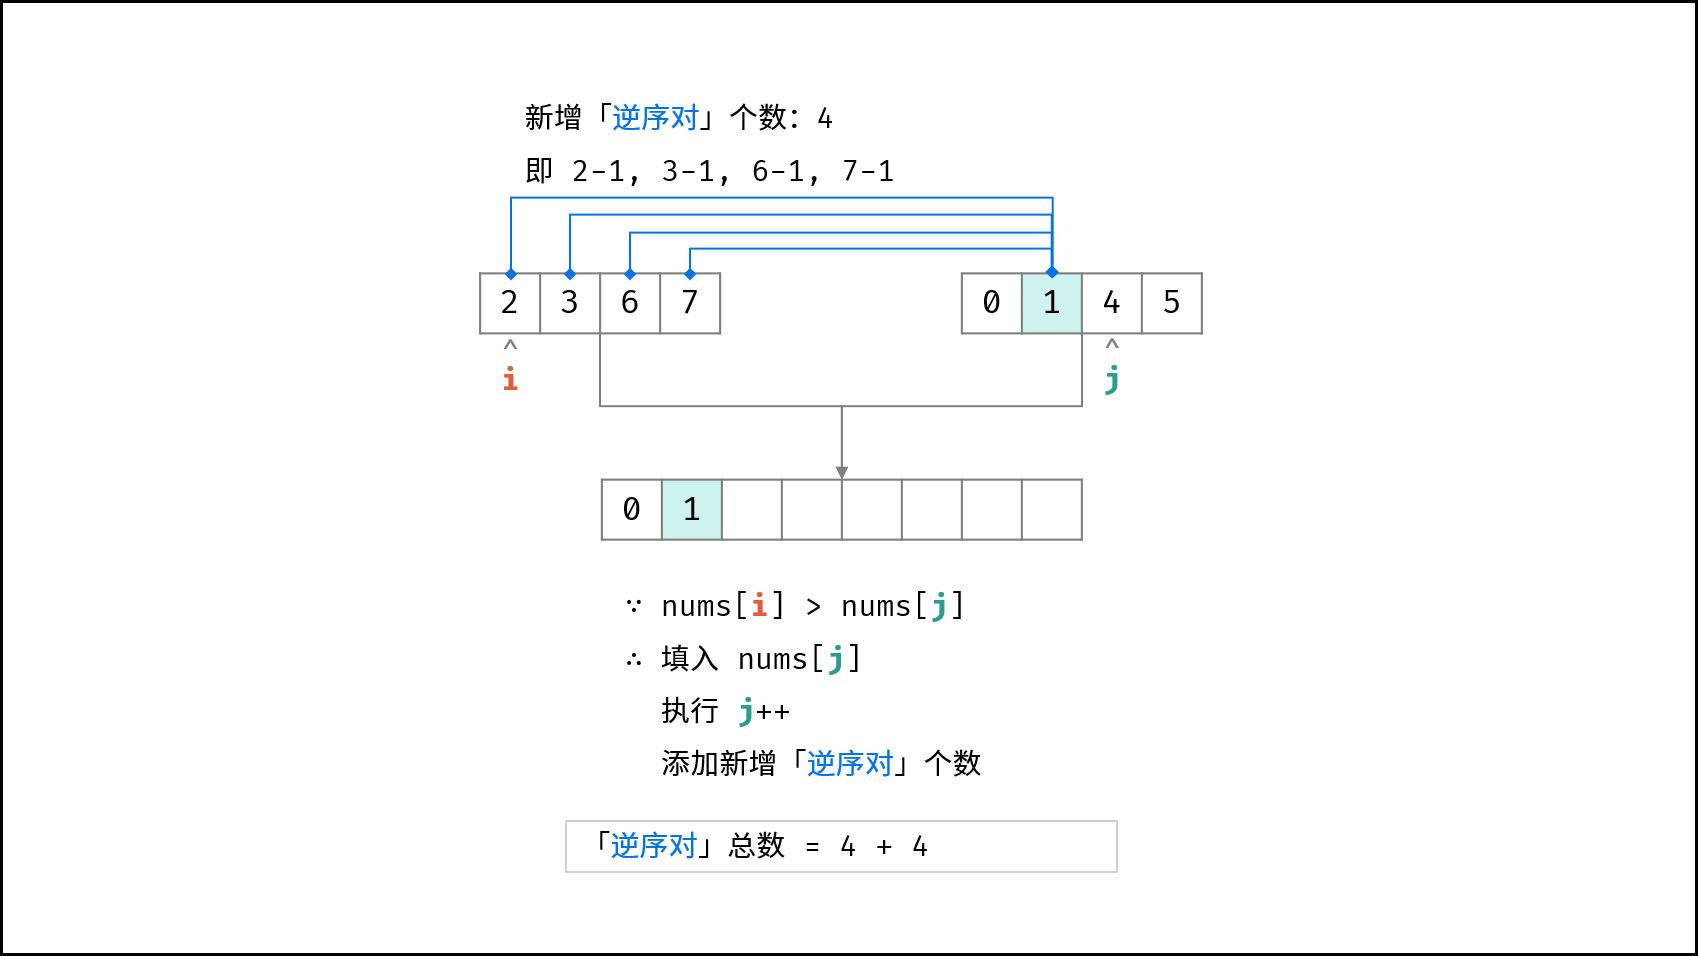 新增「逆序对」个数：4
即 2-1, 3-1, 6-1, 7-1
2 3 6 7
0 1 4 5
^ ^
i j
0 1
∵ nums[i] > nums[j]
∴ 填入 nums[j]
执行 j++
添加新增「逆序对」个数
「逆序对」总数 = 4 + 4